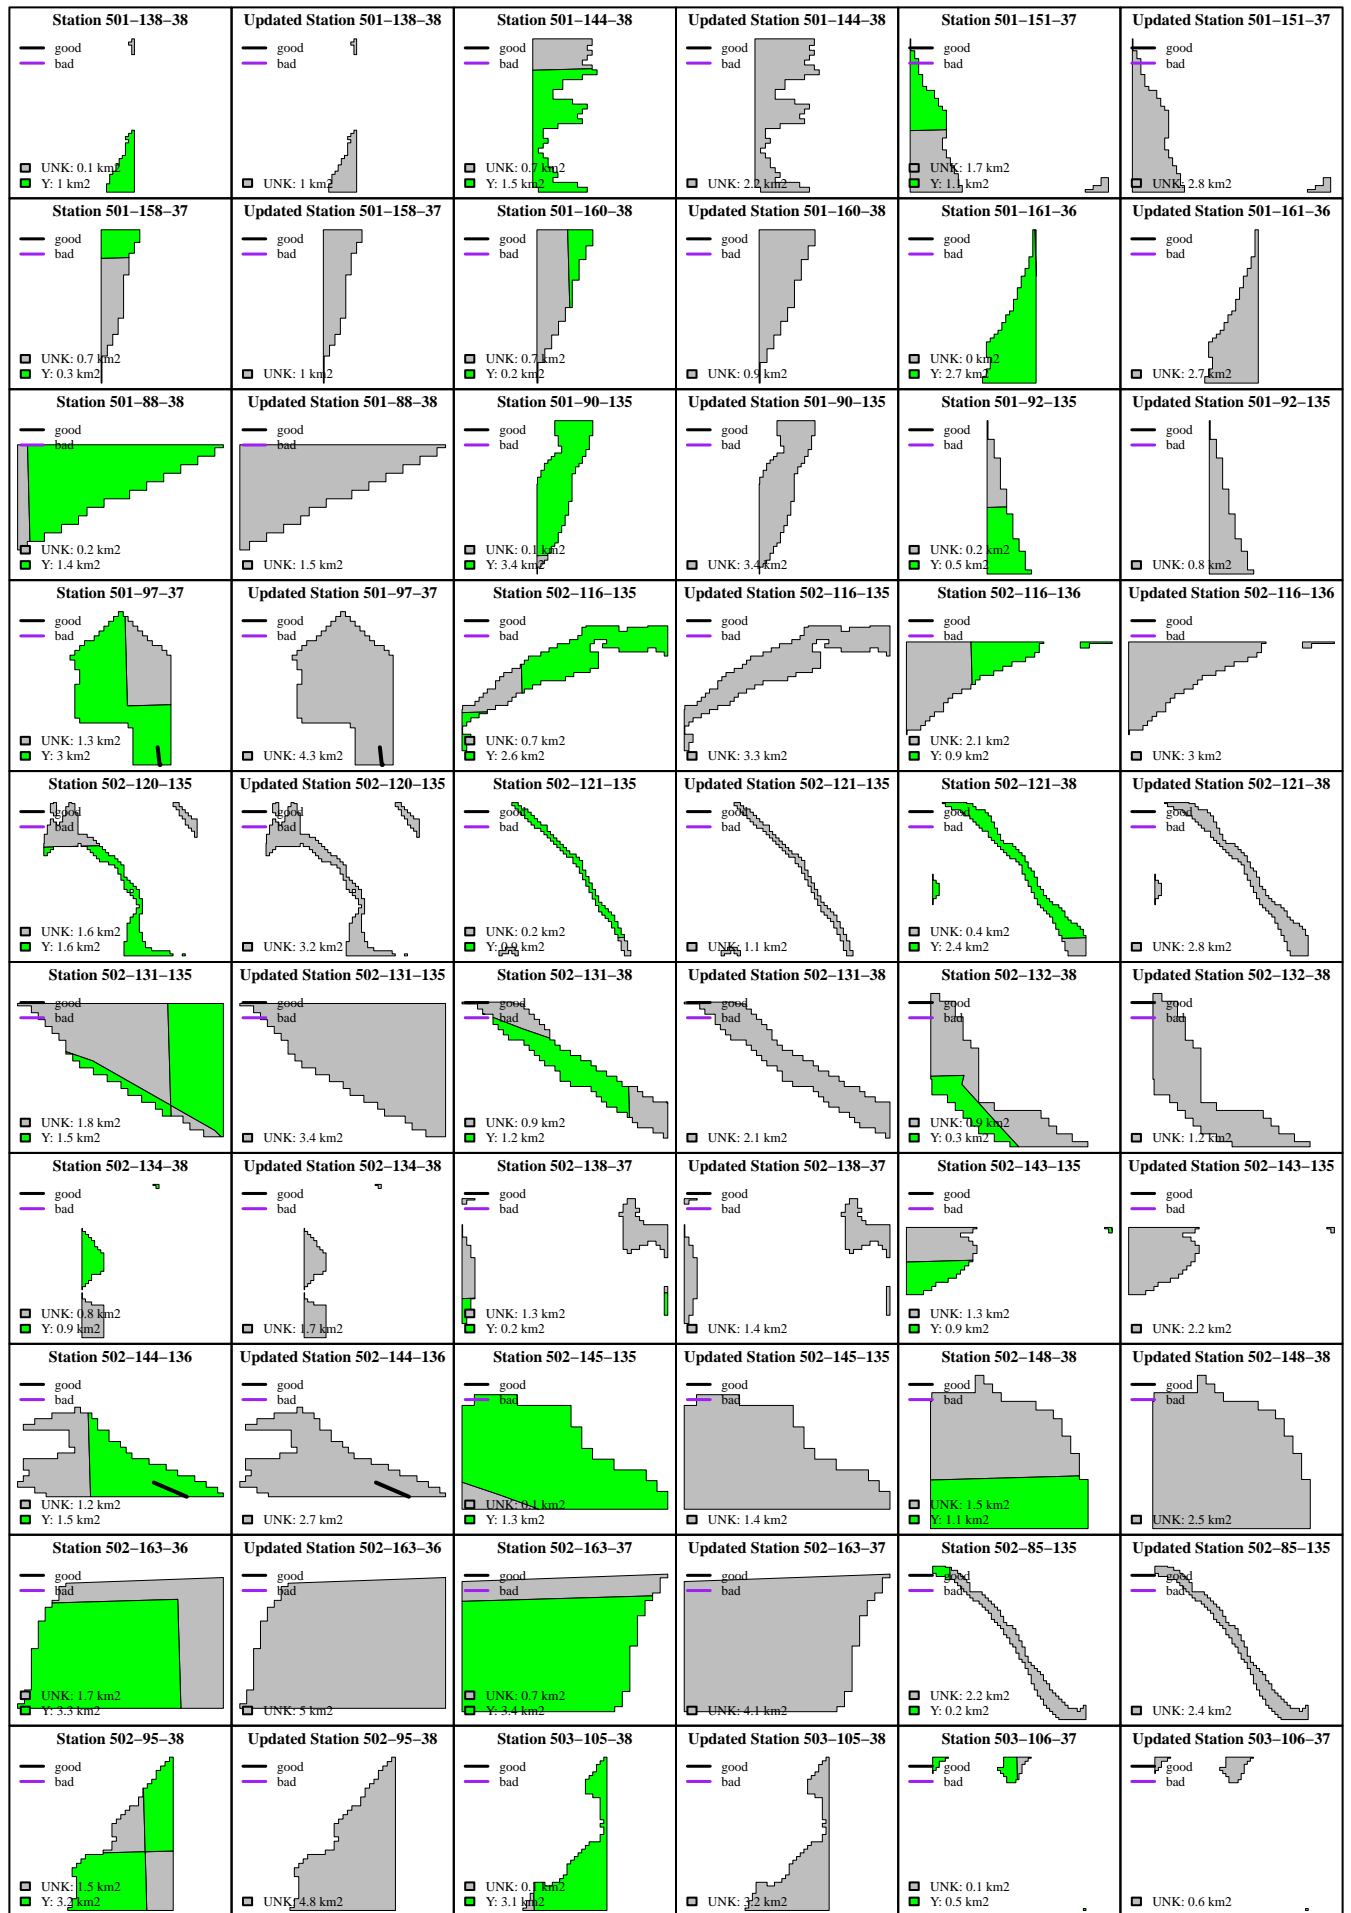 Station 501–138–38
good
bad
UNK: 0.1 km2
Y: 1 km2
Updated Station 501–138–38
good
bad
UNK: 1 km2
Station 501–144–38
good
bad
UNK: 0.7 km2
Y: 1.5 km2
Updated Station 501–144–38
good
bad
UNK: 2.2 km2
Station 501–151–37
good
bad
UNK: 1.7 km2
Y: 1.1 km2
Updated Station 501–151–37
good
bad
UNK: 2.8 km2
Station 501–158–37
good
bad
UNK: 0.7 km2
Y: 0.3 km2
Updated Station 501–158–37
good
bad
UNK: 1 km2
Station 501–160–38
good
bad
UNK: 0.7 km2
Y: 0.2 km2
Updated Station 501–160–38
good
bad
UNK: 0.9 km2
Station 501–161–36
good
bad
UNK: 0 km2
Y: 2.7 km2
Updated Station 501–161–36
good
bad
UNK: 2.7 km2
Station 501–88–38
good
bad
UNK: 0.2 km2
Y: 1.4 km2
Updated Station 501–88–38
good
bad
UNK: 1.5 km2
Station 501–90–135
good
bad
UNK: 0.1 km2
Y: 3.4 km2
Updated Station 501–90–135
good
bad
UNK: 3.4 km2
Station 501–92–135
good
bad
UNK: 0.2 km2
Y: 0.5 km2
Updated Station 501–92–135
good
bad
UNK: 0.8 km2
Station 501–97–37
good
bad
UNK: 1.3 km2
Y: 3 km2
Updated Station 501–97–37
good
bad
UNK: 4.3 km2
Station 502–116–135
good
bad
UNK: 0.7 km2
Y: 2.6 km2
Updated Station 502–116–135
good
bad
UNK: 3.3 km2
Station 502–116–136
good
bad
UNK: 2.1 km2
Y: 0.9 km2
Updated Station 502–116–136
good
bad
UNK: 3 km2
Station 502–120–135
good
bad
UNK: 1.6 km2
Y: 1.6 km2
Updated Station 502–120–135
good
bad
UNK: 3.2 km2
Station 502–121–135
good
bad
UNK: 0.2 km2
Y: 0.9 km2
Updated Station 502–121–135
good
bad
UNK: 1.1 km2
Station 502–121–38
good
bad
UNK: 0.4 km2
Y: 2.4 km2
Updated Station 502–121–38
good
bad
UNK: 2.8 km2
Station 502–131–135
good
bad
UNK: 1.8 km2
Y: 1.5 km2
Updated Station 502–131–135
good
bad
UNK: 3.4 km2
Station 502–131–38
good
bad
UNK: 0.9 km2
Y: 1.2 km2
Updated Station 502–131–38
good
bad
UNK: 2.1 km2
Station 502–132–38
good
bad
UNK: 0.9 km2
Y: 0.3 km2
Updated Station 502–132–38
good
bad
UNK: 1.2 km2
Station 502–134–38
good
bad
UNK: 0.8 km2
Y: 0.9 km2
Updated Station 502–134–38
good
bad
UNK: 1.7 km2
Station 502–138–37
good
bad
UNK: 1.3 km2
Y: 0.2 km2
Updated Station 502–138–37
good
bad
UNK: 1.4 km2
Station 502–143–135
good
bad
UNK: 1.3 km2
Y: 0.9 km2
Updated Station 502–143–135
good
bad
UNK: 2.2 km2
Station 502–144–136
good
bad
UNK: 1.2 km2
Y: 1.5 km2
Updated Station 502–144–136
good
bad
UNK: 2.7 km2
Station 502–145–135
good
bad
UNK: 0.1 km2
Y: 1.3 km2
Updated Station 502–145–135
good
bad
UNK: 1.4 km2
Station 502–148–38
good
bad
UNK: 1.5 km2
Y: 1.1 km2
Updated Station 502–148–38
good
bad
UNK: 2.5 km2
Station 502–163–36
good
bad
UNK: 1.7 km2
Y: 3.3 km2
Updated Station 502–163–36
good
bad
UNK: 5 km2
Station 502–163–37
good
bad
UNK: 0.7 km2
Y: 3.4 km2
Updated Station 502–163–37
good
bad
UNK: 4.1 km2
Station 502–85–135
good
bad
UNK: 2.2 km2
Y: 0.2 km2
Updated Station 502–85–135
good
bad
UNK: 2.4 km2
Station 502–95–38
good
bad
UNK: 1.5 km2
Y: 3.2 km2
Updated Station 502–95–38
good
bad
UNK: 4.8 km2
Station 503–105–38
good
bad
UNK: 0.1 km2
Y: 3.1 km2
Updated Station 503–105–38
good
bad
UNK: 3.2 km2
Station 503–106–37
good
bad
UNK: 0.1 km2
Y: 0.5 km2
Updated Station 503–106–37
good
bad
UNK: 0.6 km2